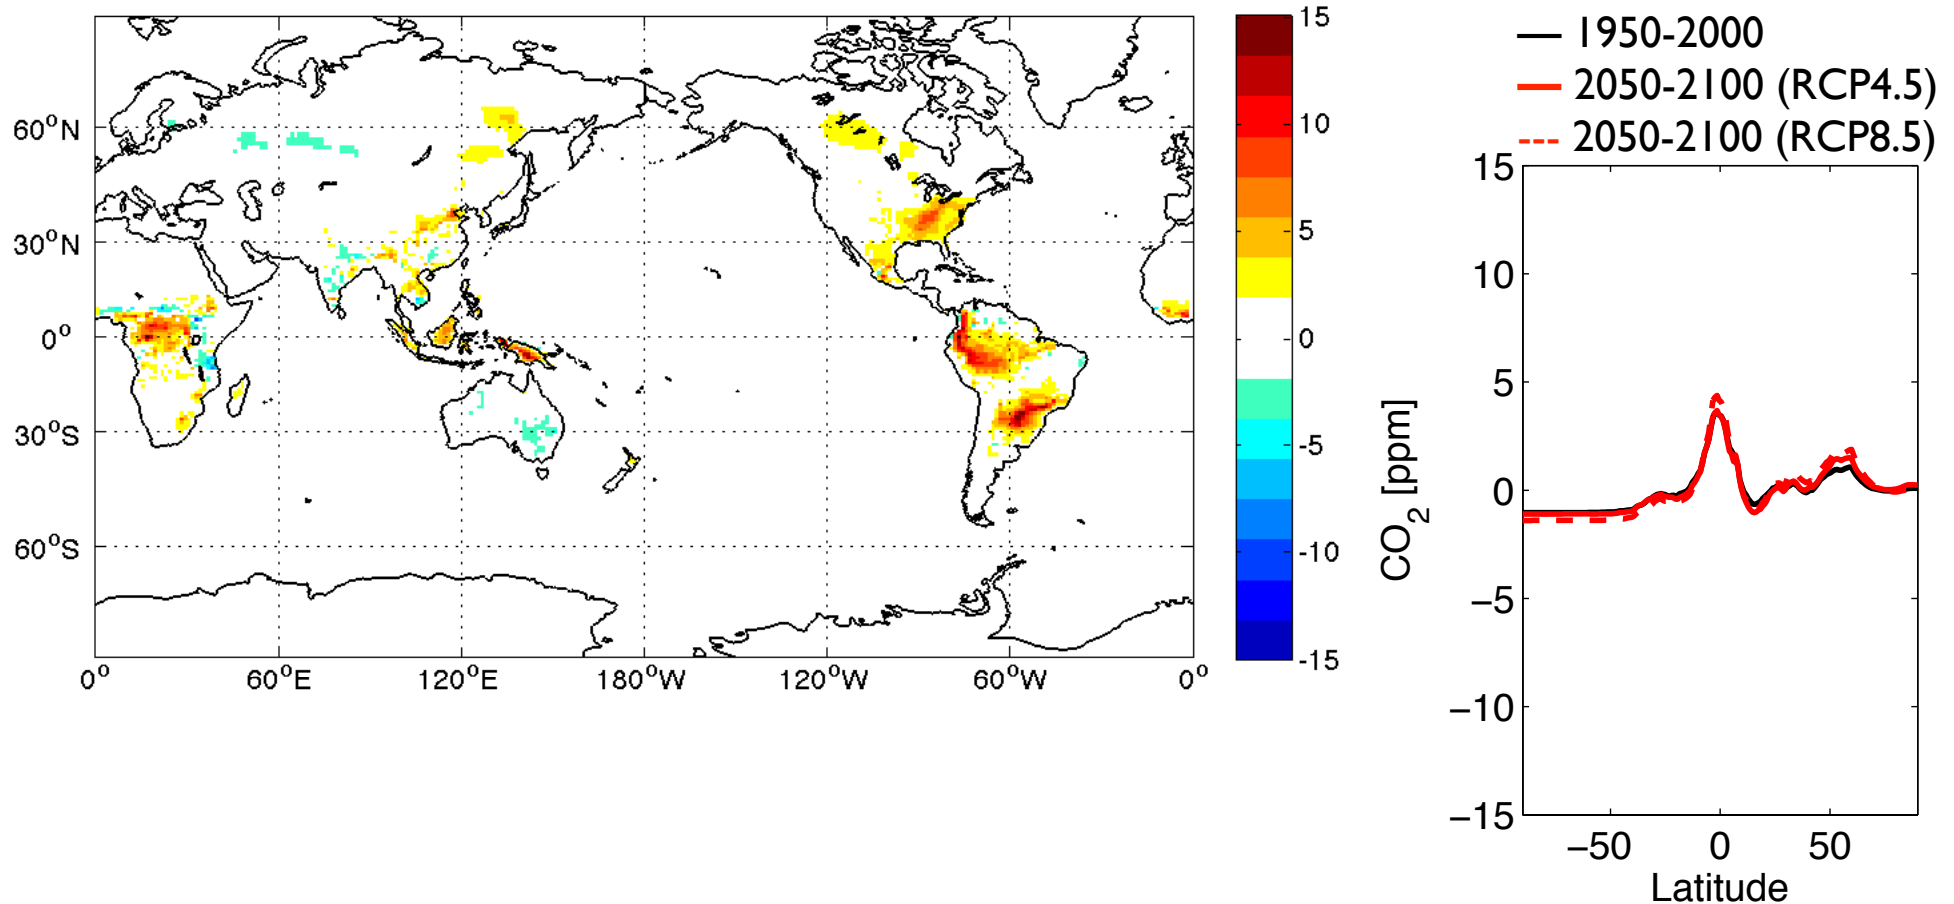 60°N
30°N
0°
30°S
60°S
0°
60°E
120°E
180°W
120°W
60°W
0°
15
10
5
0
-5
-10
-15
1950-2000
2050-2100 (RCP4.5)
2050-2100 (RCP8.5)
CO2 [ppm]
15
10
5
0
−5
−10
−15
−50
0
50
Latitude